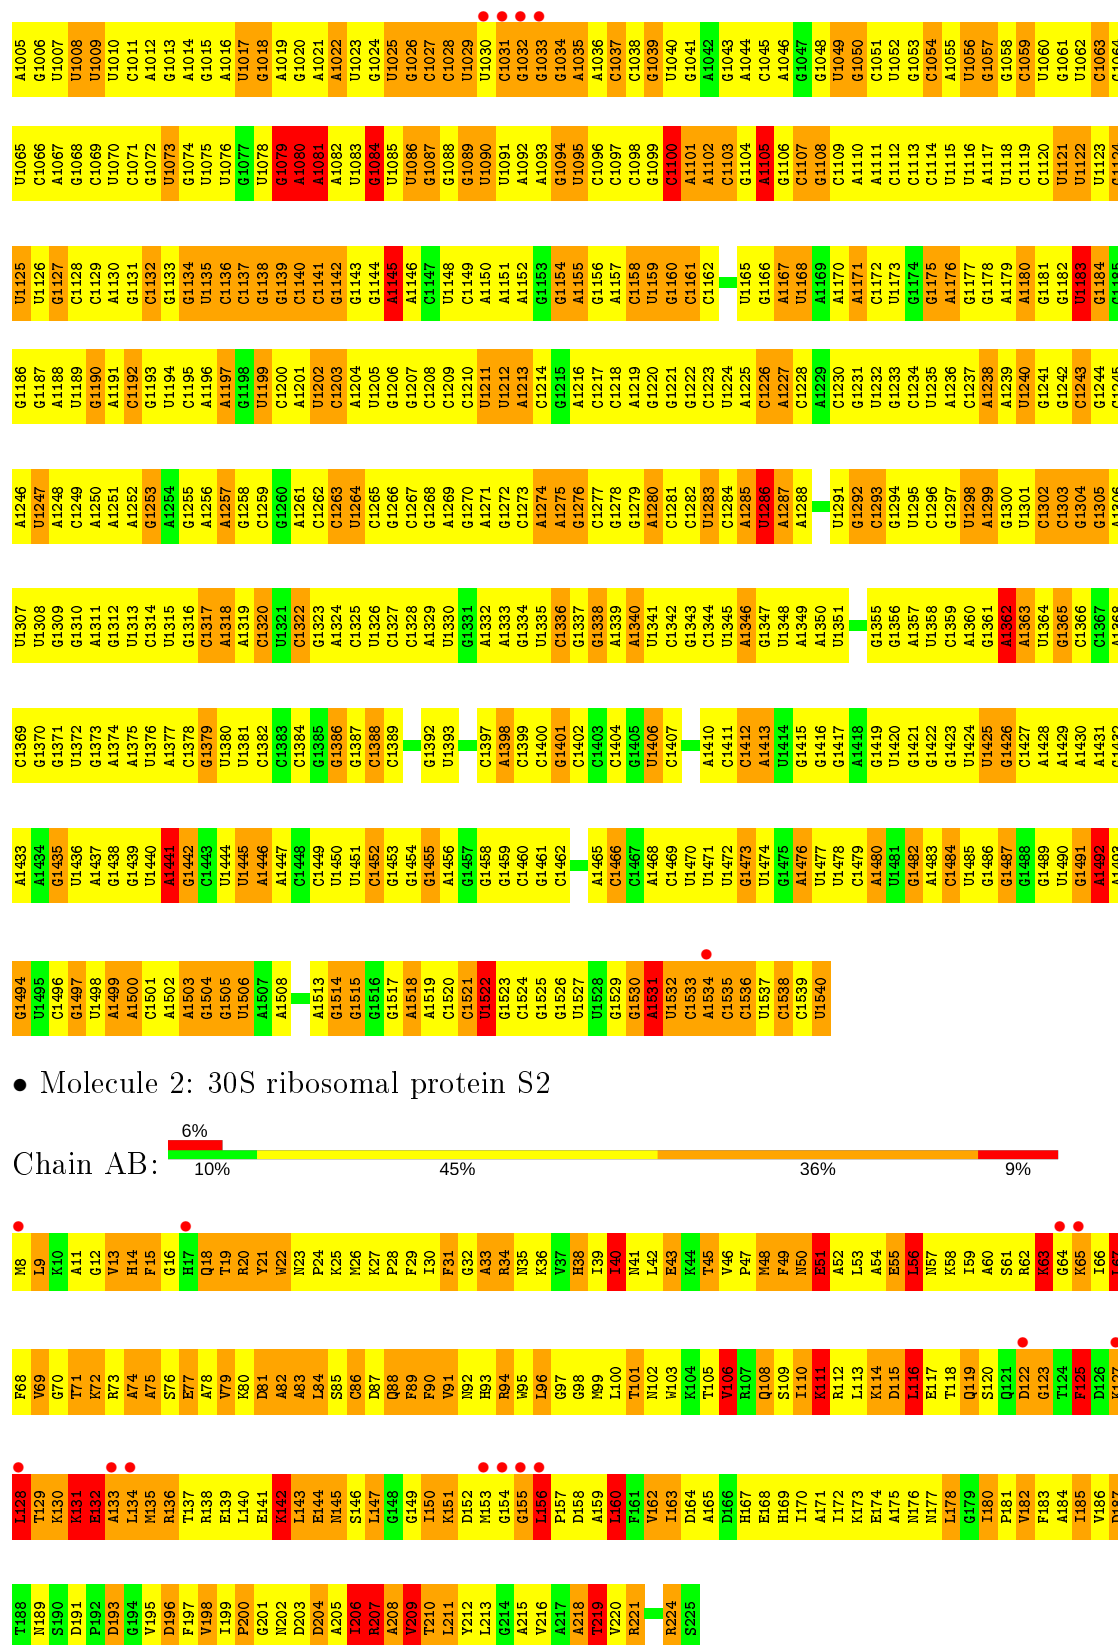 A1005 G1006 U1007 U1008 U1009 U1010 C1011 A1012 G1013 A1014 G1015 A1016 U1017 G1018 A1019 G1020 A1021 A1022 U1023 G1024 U1025 G1026 C1027 C1028 U1029 U1030 C1031 G1032 G1033 G1034 A1035 A1036 C1037 C1038 G1039 U1040 G1041 A1042 G1043 A1044 C1045 A1046 G1047 G1048 U1049 G1050 C1051 U1052 G1053 C1054 A1055 U1056 G1057 G1058 C1059 U1060 G1061 U1062 C1063 G1064
U1065 C1066 A1067 G1068 C1069 U1070 C1071 G1072 U1073 G1074 U1075 U1076 G1077 U1078 G1079 A1080 A1081 A1082 U1083 G1084 U1085 U1086 G1087 G1088 G1089 U1090 U1091 A1092 A1093 G1094 U1095 C1096 C1097 C1098 G1099 C1100 A1101 A1102 C1103 G1104 A1105 G1106 C1107 G1108 C1109 A1110 A1111 C1112 C1113 C1114 U1115 U1116 A1117 U1118 C1119 C1120 U1121 U1122 U1123 G1124
U1125 U1126 G1127 C1128 C1129 A1130 G1131 C1132 G1133 G1134 U1135 C1136 C1137 G1138 G1139 C1140 C1141 G1142 G1143 G1144 A1145 A1146 C1147 U1148 C1149 A1150 A1151 A1152 G1153 G1154 A1155 G1156 A1157 C1158 U1159 G1160 C1161 C1162 U1165 G1166 A1167 U1168 A1169 A1170 A1171 C1172 U1173 G1174 G1175 A1176 G1177 G1178 A1179 A1180 G1181 G1182 U1183 G1184 G1185
G1186 G1187 A1188 U1189 G1190 A1191 C1192 G1193 U1194 C1195 A1196 A1197 G1198 U1199 C1200 A1201 U1202 C1203 A1204 U1205 G1206 G1207 C1208 C1209 C1210 U1211 U1212 A1213 C1214 G1215 A1216 C1217 C1218 A1219 G1220 G1221 G1222 C1223 U1224 A1225 C1226 A1227 C1228 A1229 C1230 G1231 U1232 G1233 C1234 U1235 A1236 C1237 A1238 A1239 U1240 G1241 G1242 C1243 G1244 C1245
A1246 U1247 A1248 C1249 A1250 A1251 A1252 G1253 A1254 G1255 A1256 A1257 G1258 C1259 G1260 A1261 C1262 C1263 U1264 C1265 G1266 C1267 G1268 A1269 G1270 A1271 G1272 C1273 A1274 A1275 G1276 C1277 G1278 G1279 A1280 C1281 C1282 U1283 C1284 A1285 U1286 A1287 A1288 U1291 G1292 C1293 G1294 U1295 C1296 G1297 U1298 A1299 G1300 U1301 C1302 C1303 G1304 G1305 A1306
U1307 U1308 G1309 G1310 A1311 G1312 U1313 C1314 U1315 G1316 C1317 A1318 A1319 C1320 U1321 C1322 G1323 A1324 C1325 U1326 C1327 C1328 A1329 U1330 G1331 A1332 A1333 G1334 U1335 C1336 G1337 G1338 A1339 A1340 U1341 C1342 G1343 C1344 U1345 A1346 G1347 U1348 A1349 A1350 U1351 G1355 G1356 A1357 U1358 C1359 A1360 G1361 A1362 A1363 U1364 G1365 C1366 C1367 A1368
C1369 G1370 G1371 U1372 G1373 A1374 A1375 U1376 A1377 C1378 G1379 U1380 U1381 C1382 C1383 C1384 G1385 G1386 G1387 C1388 C1389 G1392 U1393 C1397 A1398 C1399 C1400 G1401 C1402 C1403 C1404 G1405 U1406 C1407 A1410 C1411 C1412 A1413 U1414 G1415 G1416 G1417 A1418 G1419 U1420 G1421 G1422 G1423 U1424 U1425 G1426 C1427 A1428 A1429 A1430 A1431 G1432
A1433 A1434 G1435 U1436 A1437 G1438 G1439 U1440 A1441 G1442 C1443 U1444 U1445 A1446 A1447 C1448 C1449 U1450 U1451 C1452 G1453 G1454 G1455 A1456 G1457 G1458 G1459 C1460 G1461 C1462 A1465 C1466 C1467 A1468 C1469 U1470 U1471 U1472 G1473 U1474 G1475 A1476 U1477 U1478 C1479 A1480 U1481 G1482 A1483 C1484 U1485 G1486 G1487 G1488 G1489 U1490 G1491 A1492 A1493
G1494 U1495 C1496 G1497 U1498 A1499 A1500 C1501 A1502 A1503 G1504 G1505 U1506 A1507 A1508 A1513 G1514 G1515 G1516 G1517 A1518 A1519 C1520 C1521 U1522 G1523 C1524 G1525 G1526 U1527 U1528 G1529 G1530 A1531 U1532 C1533 A1534 C1535 C1536 U1537 C1538 C1539 U1540
• Molecule 2: 30S ribosomal protein S2
6%
Chain AB:
10% 45% 36% 9%
M8 L9 K10 A11 G12 V13 H14 F15 G16 H17 Q18 T19 R20 Y21 W22 N23 P24 K25 M26 K27 P28 F29 I30 F31 G32 A33 R34 N35 K36 V37 H38 I39 I40 N41 L42 E43 K44 T45 V46 P47 M48 F49 N50 E51 A52 L53 A54 E55 L56 N57 K58 I59 A60 S61 R62 K63 G64 K65 I66 L67
F68 V69 G70 T71 K72 R73 A74 A75 S76 E77 A78 V79 K80 D81 A82 A83 L84 S85 C86 D87 Q88 F89 F90 V91 N92 H93 R94 W95 L96 G97 G98 M99 L100 T101 N102 W103 K104 T105 V106 R107 Q108 S109 I110 K111 R112 L113 K114 D115 L116 E117 T118 Q119 S120 Q121 D122 G123 T124 F125 D126 K127
L128 T129 K130 K131 E132 A133 L134 M135 R136 T137 R138 E139 L140 E141 K142 L143 E144 N145 S146 L147 G148 G149 I150 K151 D152 M153 G154 G155 L156 P157 D158 A159 L160 F161 V162 I163 D164 A165 D166 H167 E168 H169 I170 A171 I172 K173 E174 A175 N176 N177 L178 G179 I180 P181 V182 F183 A184 I185 V186 D187
T188 N189 S190 D191 P192 D193 G194 V195 D196 F197 V198 I199 P200 G201 N202 D203 D204 A205 I206 R207 A208 V209 T210 L211 Y212 L213 G214 A215 V216 A217 A218 T219 V220 R221 R224 S225